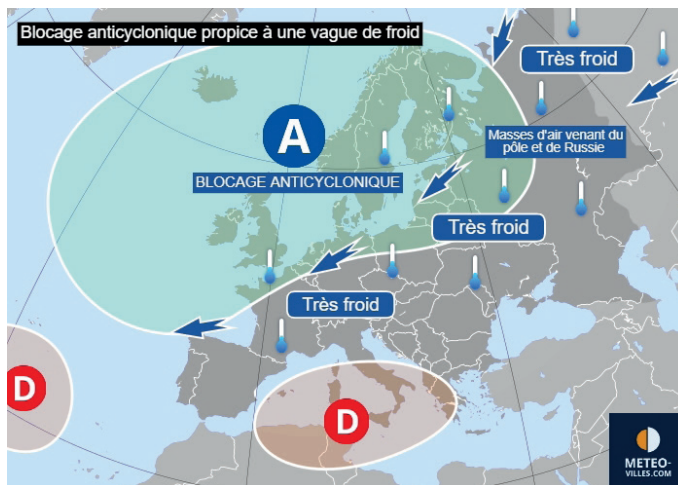 Blocage anticyclonique propice à une vague de froid
Très froid
A
Masses d'air venant du
pôle et de Russie
BLOCAGE ANTICYCLONIQUE
Très froid
Très froid
D
D
METEO-
VILLES.COM